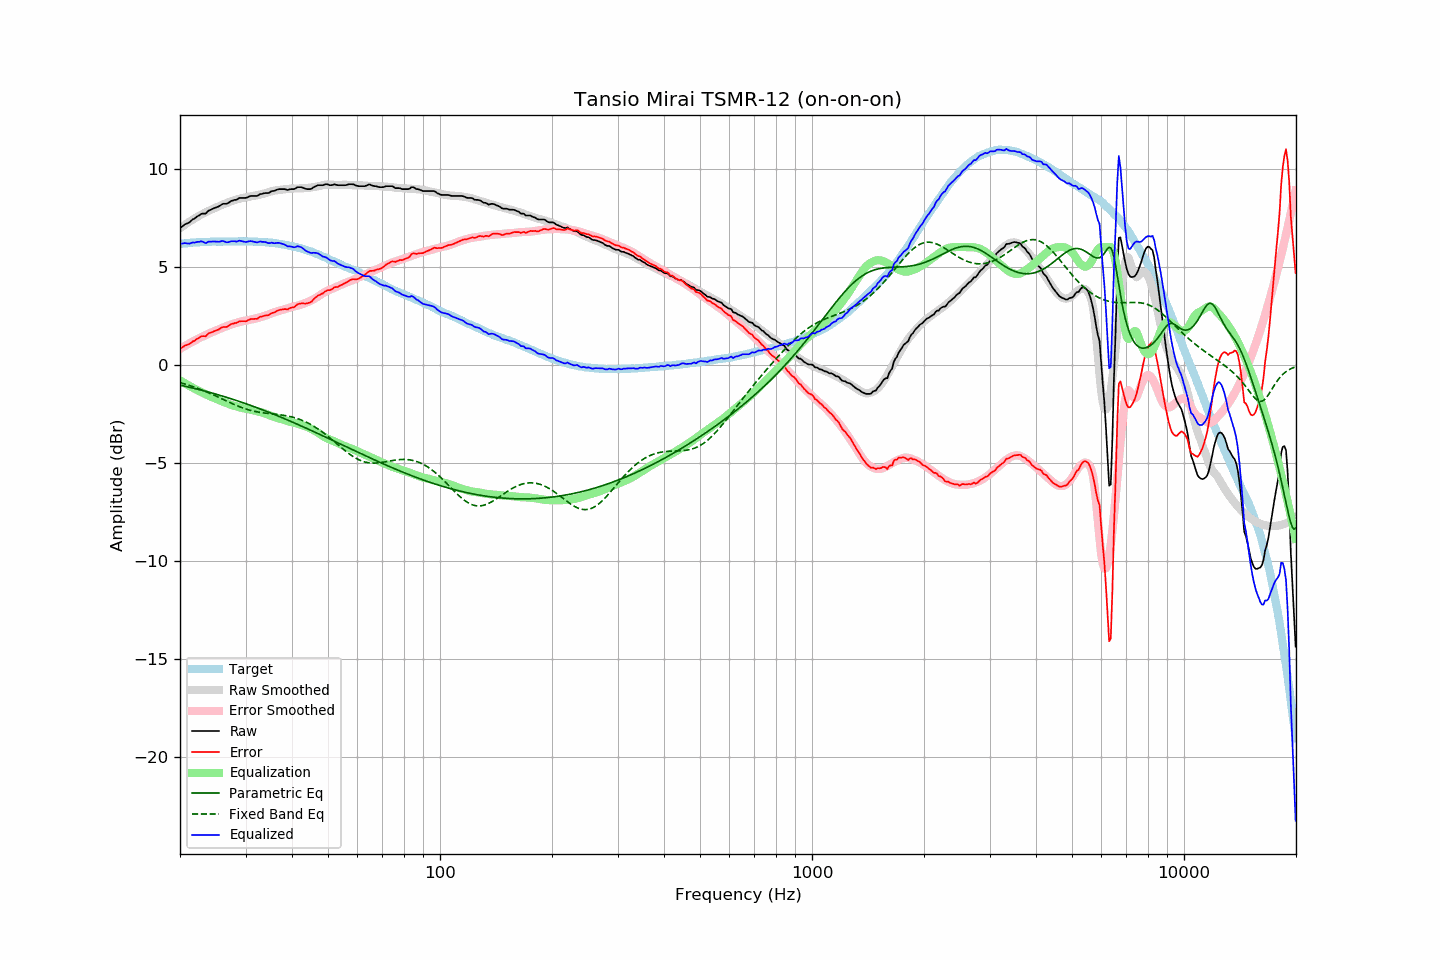 Tansio Mirai TSMR-12 (on-on-on)
Amplitude (dBr)
10
5
0
−5
−10
−15
−20
Target
Raw Smoothed
Error Smoothed
Raw
Error
Equalization
Parametric Eq
Fixed Band Eq
Equalized
100
1000
10000
Frequency (Hz)